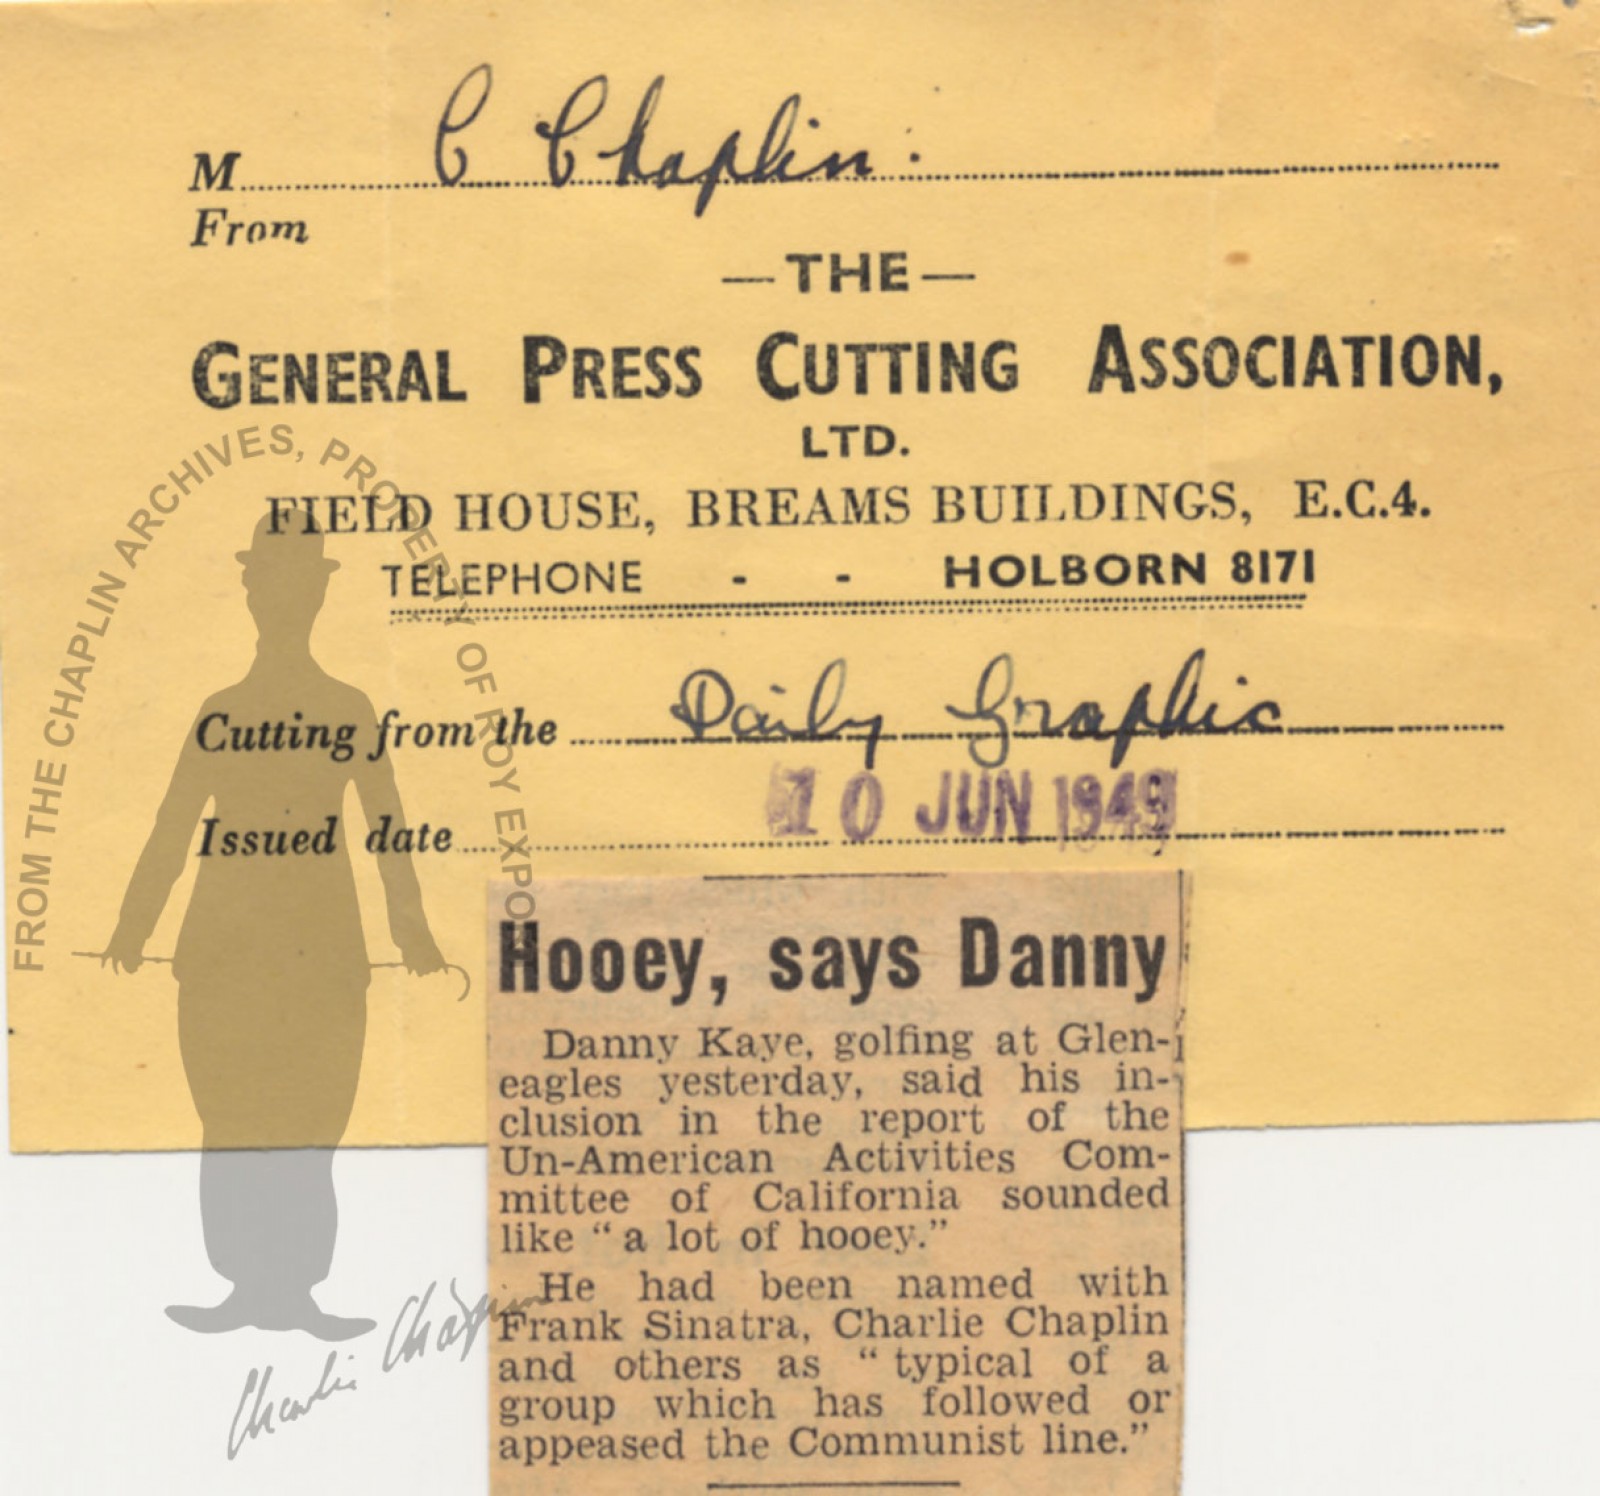 M C Chaplin.
From
—THE—
GENERAL PRESS CUTTING ASSOCIATION,
LTD.
FIELD HOUSE, BREAMS BUILDINGS, E.C.4.
TELEPHONE - - HOLBORN 8171
Cutting from the Daily Graphic
Issued date 10 JUN 1949
Hooey, says Danny
Danny Kaye, golfing at Glen-
eagles yesterday, said his in-
clusion in the report of the
Un-American Activities Com-
mittee of California sounded
like “a lot of hooey.”
He had been named with
Frank Sinatra, Charlie Chaplin
and others as “typical of a
group which has followed or
appeased the Communist line.”
FROM THE CHAPLIN ARCHIVES, PROPERTY OF ROY EXPO
Charlie Chaplin